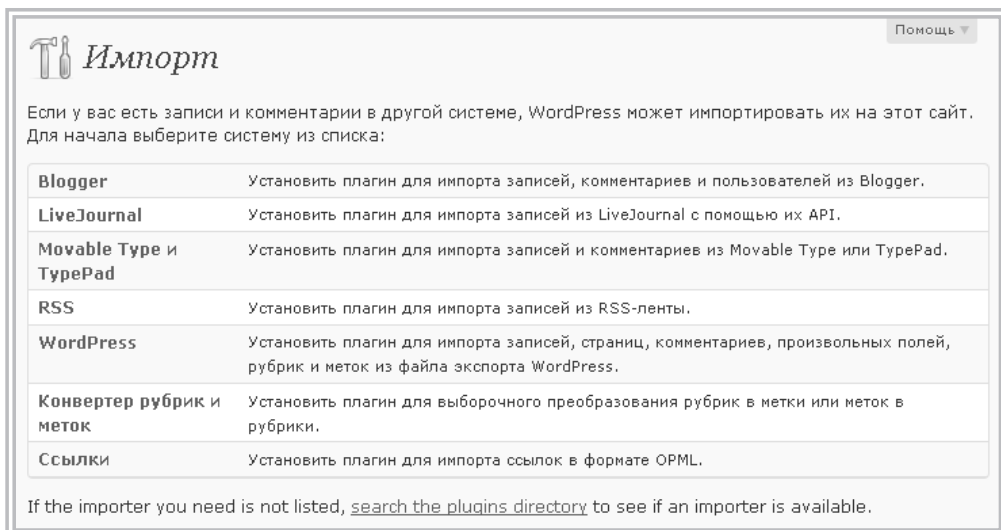 Помощь
Импорт
Если у вас есть записи и комментарии в другой системе, WordPress может импортировать их на этот сайт.
Для начала выберите систему из списка:
Blogger Установить плагин для импорта записей, комментариев и пользователей из Blogger.
LiveJournal Установить плагин для импорта записей из LiveJournal с помощью их API.
Movable Type и Установить плагин для импорта записей и комментариев из Movable Type или TypePad.
TypePad
RSS Установить плагин для импорта записей из RSS-ленты.
WordPress Установить плагин для импорта записей, страниц, комментариев, произвольных полей,
рубрик и меток из файла экспорта WordPress.
Конвертер рубрик и Установить плагин для выборочного преобразования рубрик в метки или меток в
меток рубрики.
Ссылки Установить плагин для импорта ссылок в формате OPML.
If the importer you need is not listed, search the plugins directory to see if an importer is available.